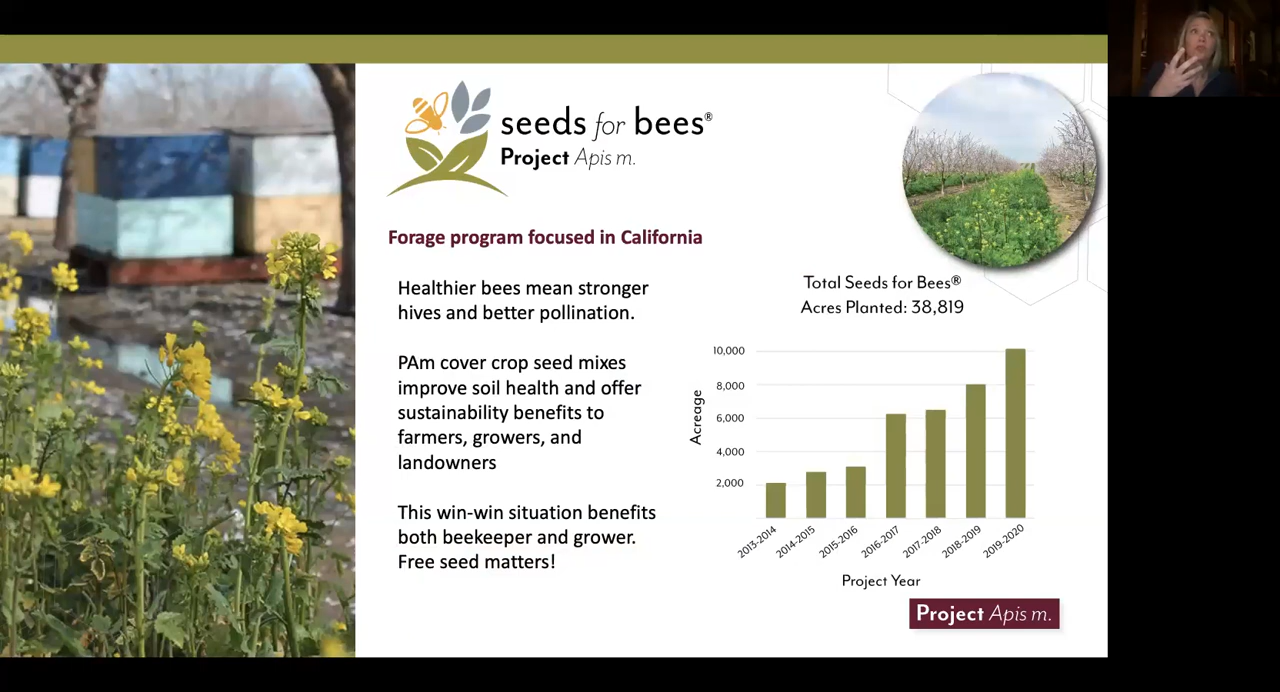 seeds for bees®
Project Apis m.
Forage program focused in California
Healthier bees mean stronger
hives and better pollination.
PAm cover crop seed mixes
improve soil health and offer
sustainability benefits to
farmers, growers, and
landowners
This win-win situation benefits
both beekeeper and grower.
Free seed matters!
Total Seeds for Bees®
Acres Planted: 38,819
Acreage
10,000
8,000
6,000
4,000
2,000
2013-2014
2014-2015
2015-2016
2016-2017
2017-2018
2018-2019
2019-2020
Project Year
Project Apis m.